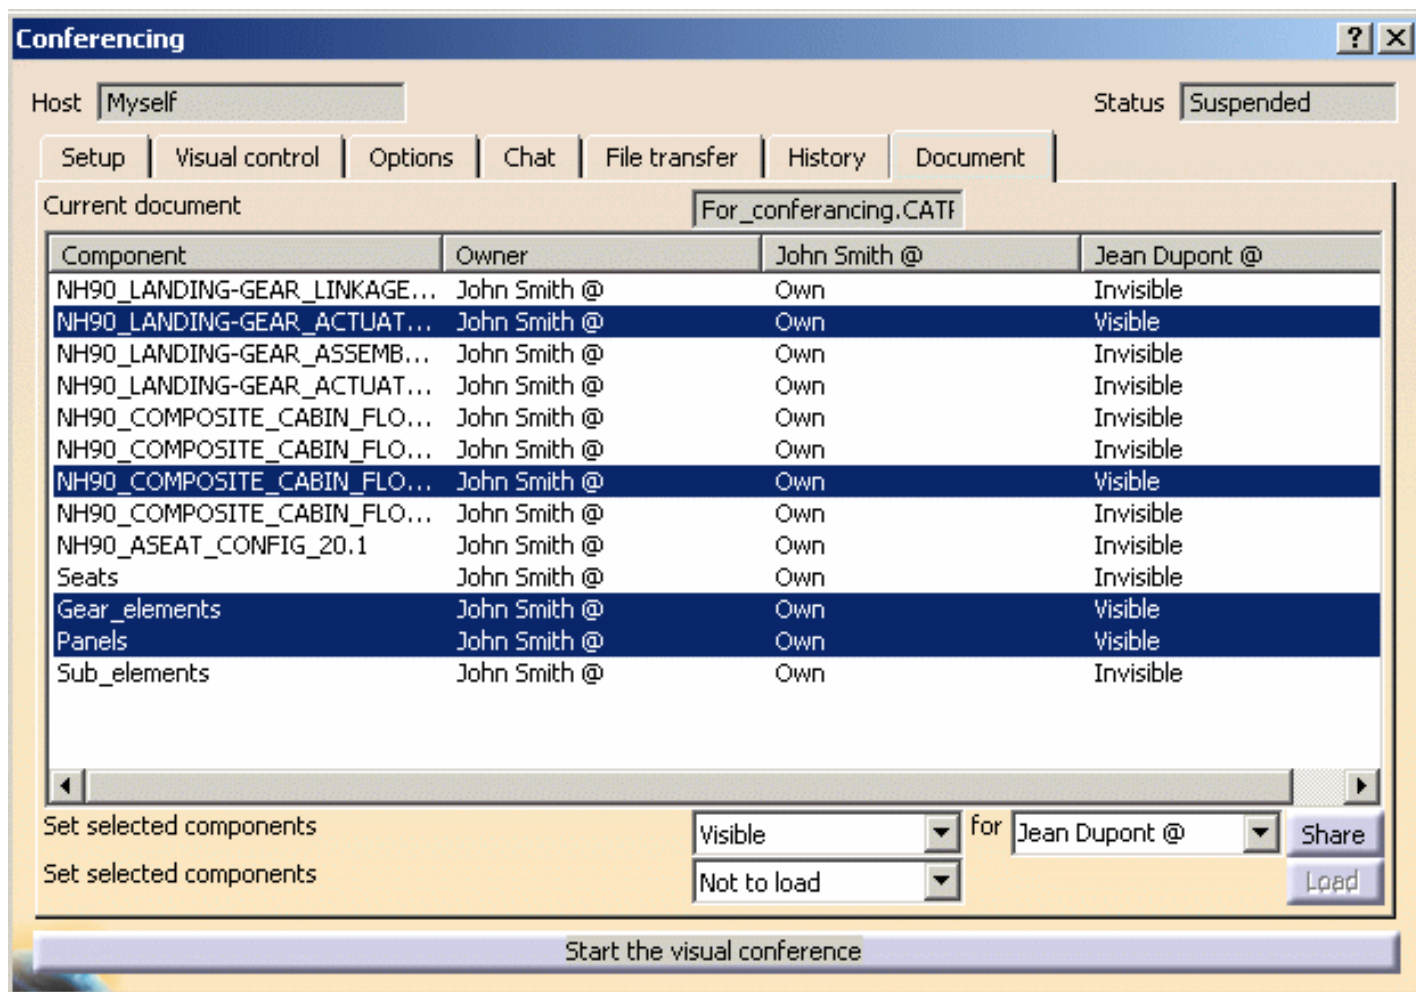 Conferencing
Host Myself Status Suspended
Setup Visual control Options Chat File transfer History Document
Current document For_conferancing.CATP
Component Owner John Smith @ Jean Dupont @
NH90_LANDING-GEAR_LINKAGE... John Smith @ Own Invisible
NH90_LANDING-GEAR_ACTUAT... John Smith @ Own Visible
NH90_LANDING-GEAR_ASSEMB... John Smith @ Own Invisible
NH90_LANDING-GEAR_ACTUAT... John Smith @ Own Invisible
NH90_COMPOSITE_CABIN_FLO... John Smith @ Own Invisible
NH90_COMPOSITE_CABIN_FLO... John Smith @ Own Invisible
NH90_COMPOSITE_CABIN_FLO... John Smith @ Own Visible
NH90_COMPOSITE_CABIN_FLO... John Smith @ Own Invisible
NH90_ASEAT_CONFIG_20.1 John Smith @ Own Invisible
Seats John Smith @ Own Invisible
Gear_elements John Smith @ Own Visible
Panels John Smith @ Own Visible
Sub_elements John Smith @ Own Invisible
Set selected components Visible for Jean Dupont @ Share
Set selected components Not to load Load
Start the visual conference